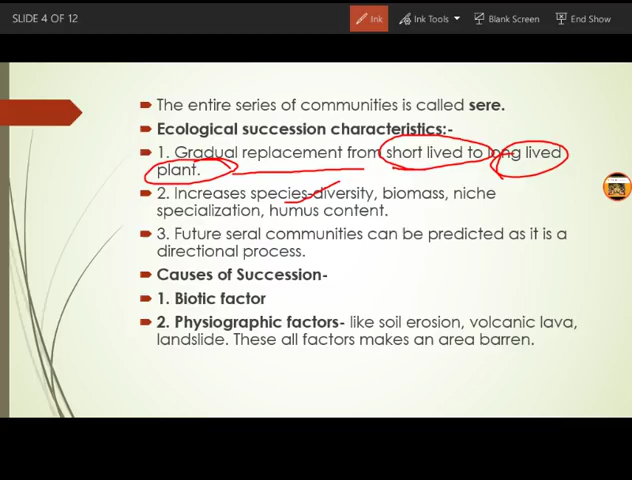 SLIDE 4 OF 12
Ink
Ink Tools
Blank Screen
End Show
The entire series of communities is called sere.
Ecological succession characteristics:-
1. Gradual replacement from short lived to long lived
plant.
2. Increases species diversity, biomass, niche
specialization, humus content.
3. Future seral communities can be predicted as it is a
directional process.
Causes of Succession-
1. Biotic factor
2. Physiographic factors- like soil erosion, volcanic lava,
landslide. These all factors makes an area barren.